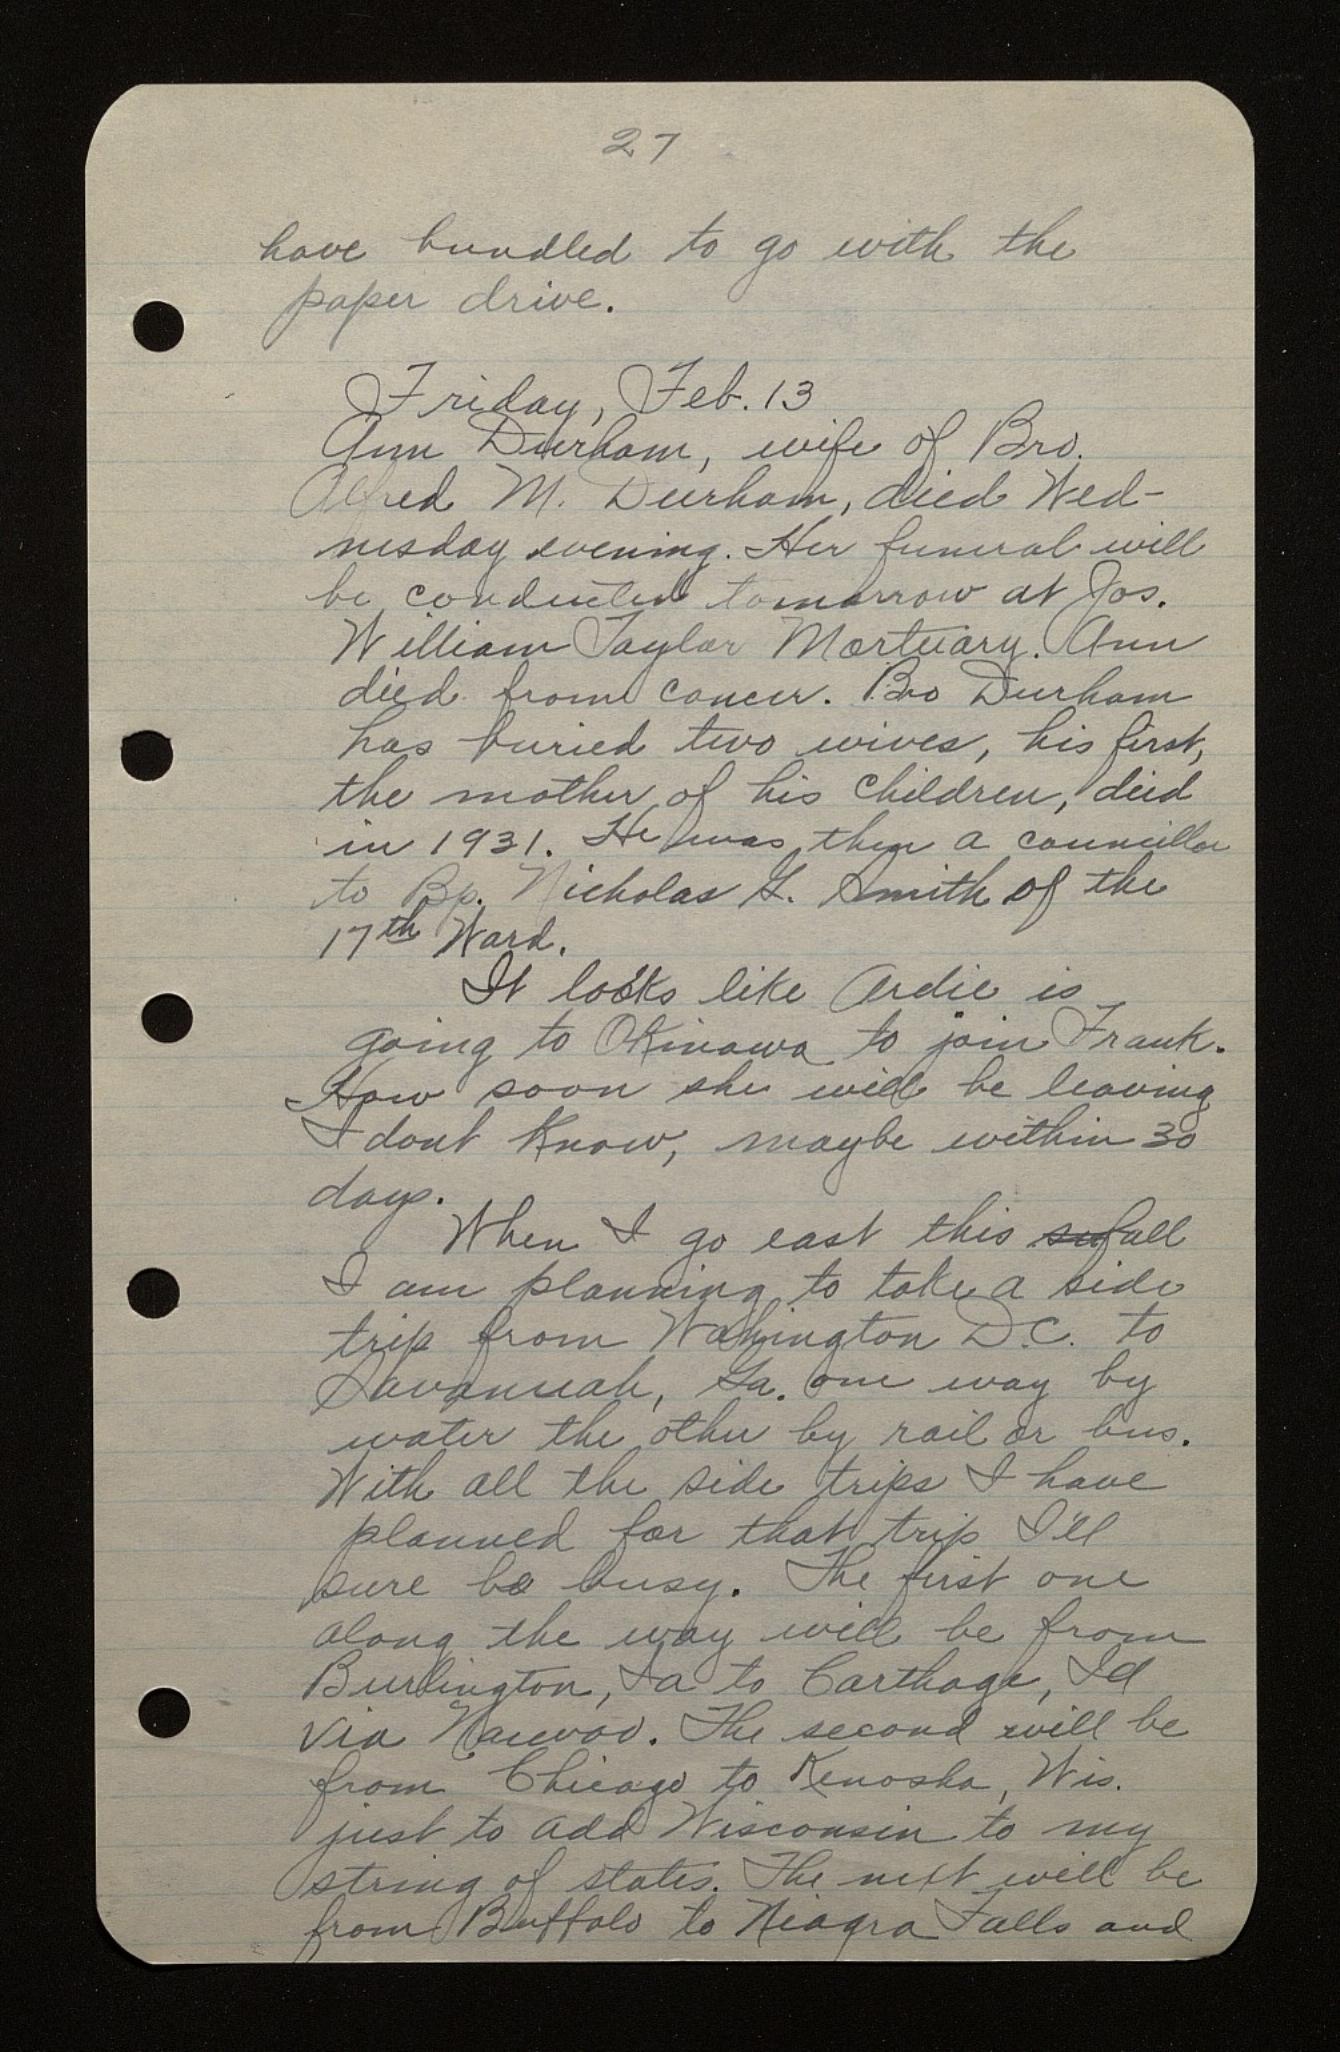 27
have bundled to go with the
paper drive.
Friday, Feb. 13
Ann Durham, wife of Bro.
Alfred M. Durham, died Wed-
nesday evening. Her funeral will
be conducted tomorrow at Jos.
William Taylor Mortuary. Ann
died from cancer. Bro Durham
has buried two wives, his first,
the mother of his children, died
in 1931. He was then a councillor
to Bp. Nicholas G. Smith of the
17th Ward.
It looks like Ardie is
going to Okinawa to join Frank.
How soon she will be leaving
I dont know, maybe within 30
days.
When I go east this su fall
I am planning to take a side
trip from Wahington D.C. to
Savannah, Ga. one way by
water the other by rail or bus.
With all the side trips I have
planned for that trip I'll
sure be busy. The first one
along the way will be from
Burlington, Ia to Carthage, Ill
via Nauvoo. The second will be
from Chicago to Kenosha, Wis.
just to add Wisconsin to my
string of states. The next will be
from Buffalo to Niagra Falls and